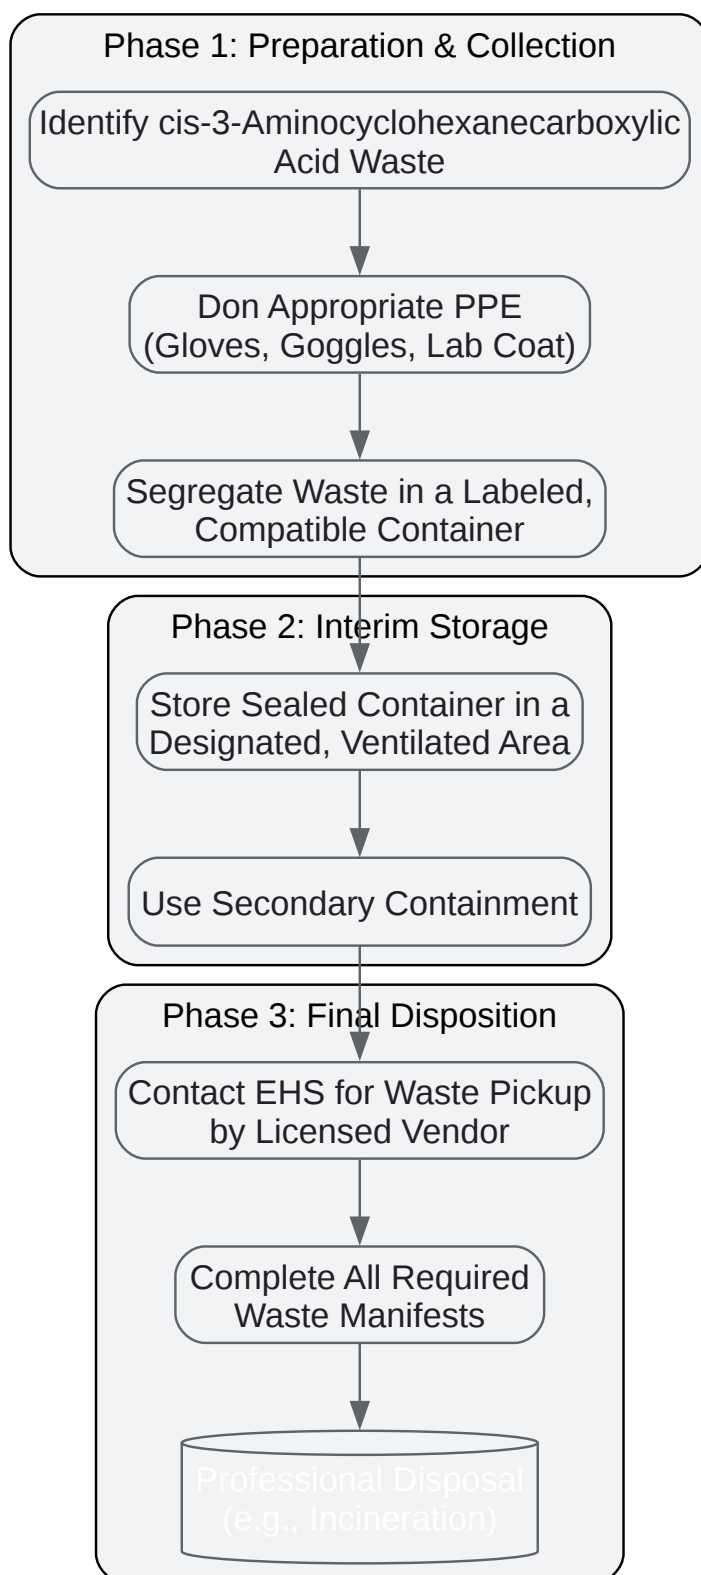 Phase 1: Preparation & Collection
Identify cis-3-Aminocyclohexanecarboxylic
Acid Waste
Don Appropriate PPE
(Gloves, Goggles, Lab Coat)
Segregate Waste in a Labeled,
Compatible Container
Phase 2: Interim Storage
Store Sealed Container in a
Designated, Ventilated Area
Use Secondary Containment
Phase 3: Final Disposition
Contact EHS for Waste Pickup
by Licensed Vendor
Complete All Required
Waste Manifests
Professional Disposal
(e.g., Incineration)